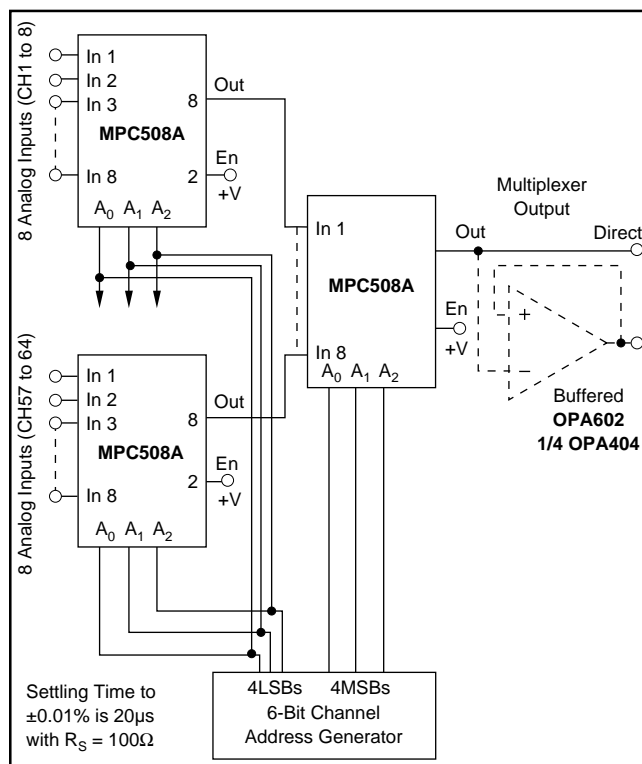 8 Analog Inputs (CH1 to 8)
In 1
In 2
In 3
In 8
MPC508A
8
Out
2
En
+V
A0 A1 A2
8 Analog Inputs (CH57 to 64)
In 1
In 2
In 3
In 8
MPC508A
8
Out
2
En
+V
A0 A1 A2
In 1
In 8
MPC508A
A0 A1 A2
En
+V
Multiplexer
Output
Out
Direct
+
–
Buffered
OPA602
1/4 OPA404
Settling Time to
±0.01% is 20µs
with RS = 100Ω
4LSBs 4MSBs
6-Bit Channel
Address Generator